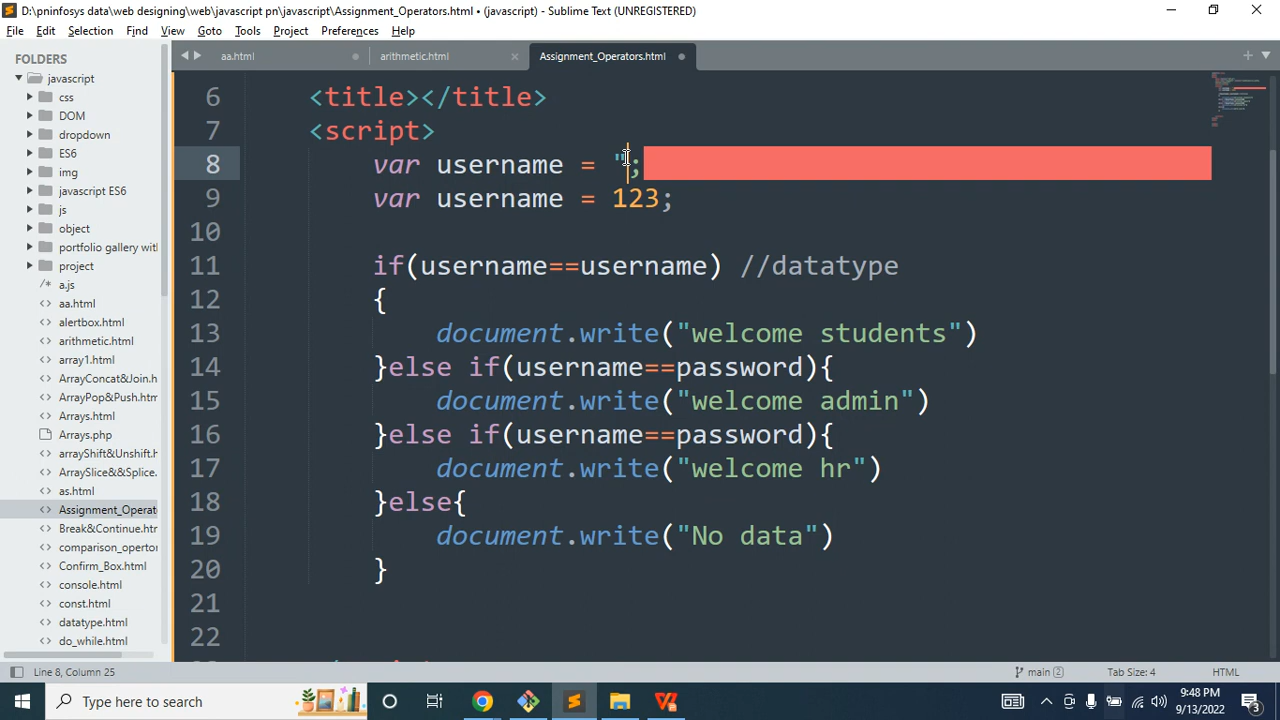 D:\pninfosys data\web designing\web\javascript pn\javascript\Assignment_Operators.html • (javascript) - Sublime Text (UNREGISTERED)
File Edit Selection Find View Goto Tools Project Preferences Help
FOLDERS
javascript
css
DOM
dropdown
ES6
img
javascript ES6
js
object
portfolio gallery wit
project
a.js
aa.html
alertbox.html
arithmetic.html
array1.html
ArrayConcat&Join.h
ArrayPop&Push.htm
Arrays.html
Arrays.php
arrayShift&Unshift.h
ArraySlice&&Splice.
as.html
Assignment_Operat
Break&Continue.htr
comparison_opertor
Confirm_Box.html
console.html
const.html
datatype.html
do_while.html
aa.html arithmetic.html Assignment_Operators.html
6 <title></title>
7 <script>
8 var username = ";
9 var username = 123;
10
11 if(username==username) //datatype
12 {
13 document.write("welcome students")
14 }else if(username==password){
15 document.write("welcome admin")
16 }else if(username==password){
17 document.write("welcome hr")
18 }else{
19 document.write("No data")
20 }
21
22
Line 8, Column 25 main 2 Tab Size: 4 HTML
Type here to search
9:48 PM
9/13/2022
3